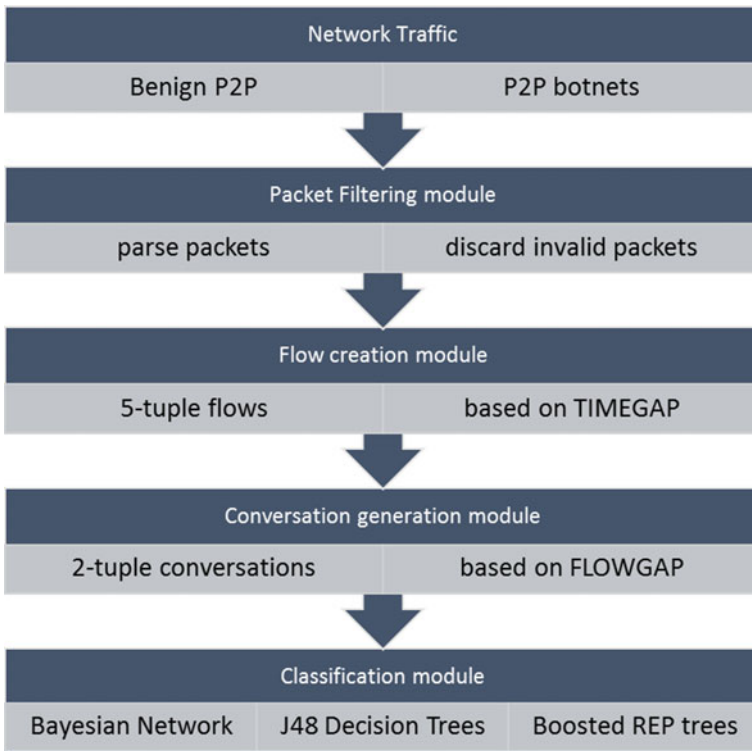 Network Traffic
Benign P2P
P2P botnets
Packet Filtering module
parse packets
discard invalid packets
Flow creation module
5-tuple flows
based on TIMEGAP
Conversation generation module
2-tuple conversations
based on FLOWGAP
Classification module
Bayesian Network
J48 Decision Trees
Boosted REP trees